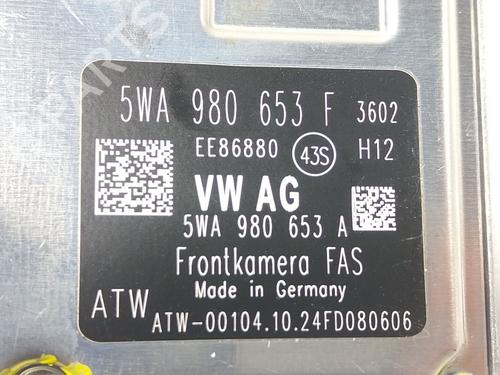 5WA 980 653 F 3602
EE86880 43S H12
VW AG
5WA 980 653 A
Frontkamera FAS
Made in Germany
ATW
ATW-00104.10.24FD080606
PARTS